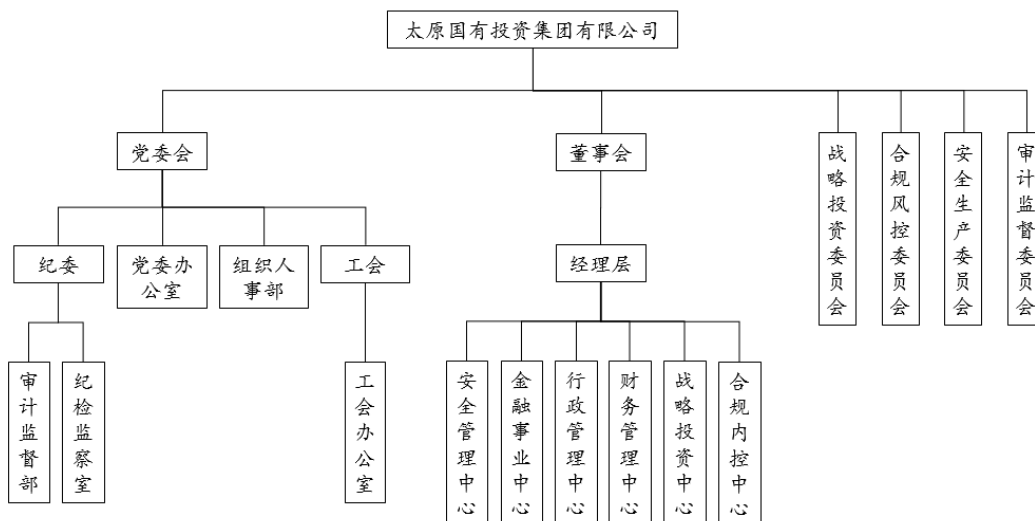 太原国有投资集团有限公司
党委会
董事会
战略投资委员会
合规风控委员会
安全生产委员会
审计监督委员会
纪委
党委办
公室
组织人
事部
工会
经理层
审计监督部
纪检监察室
工会办公室
安全管理中心
金融事业中心
行政管理中心
财务管理中心
战略投资中心
合规内控中心